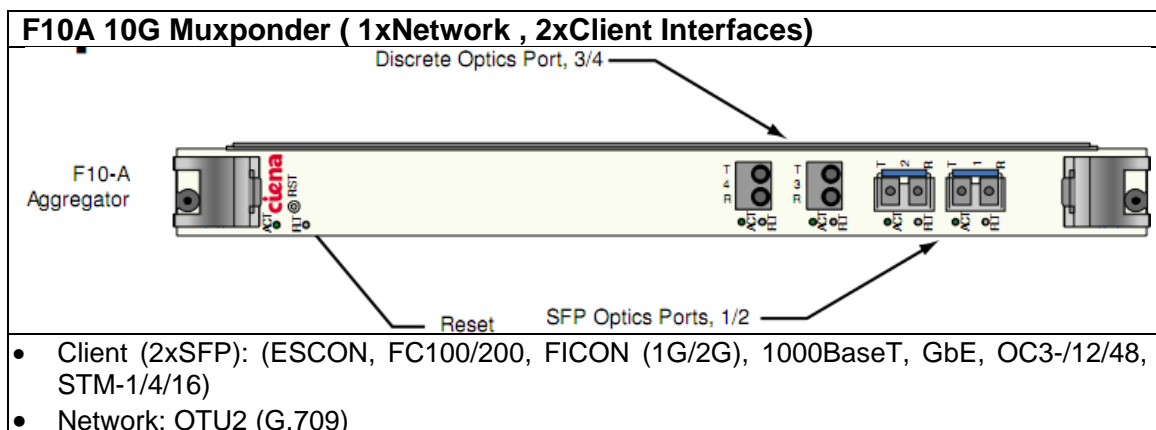 F10A 10G Muxponder ( 1xNetwork , 2xClient Interfaces)
Discrete Optics Port, 3/4
F10-A
Aggregator
ciena
RST
ACT
FLT
T
4
R
ACT
FLT
T
3
R
ACT
FLT
T
2
R
ACT
FLT
T
1
R
ACT
FLT
Reset
SFP Optics Ports, 1/2
• Client (2xSFP): (ESCON, FC100/200, FICON (1G/2G), 1000BaseT, GbE, OC3-/12/48,
STM-1/4/16)
• Network: OTU2 (G.709)